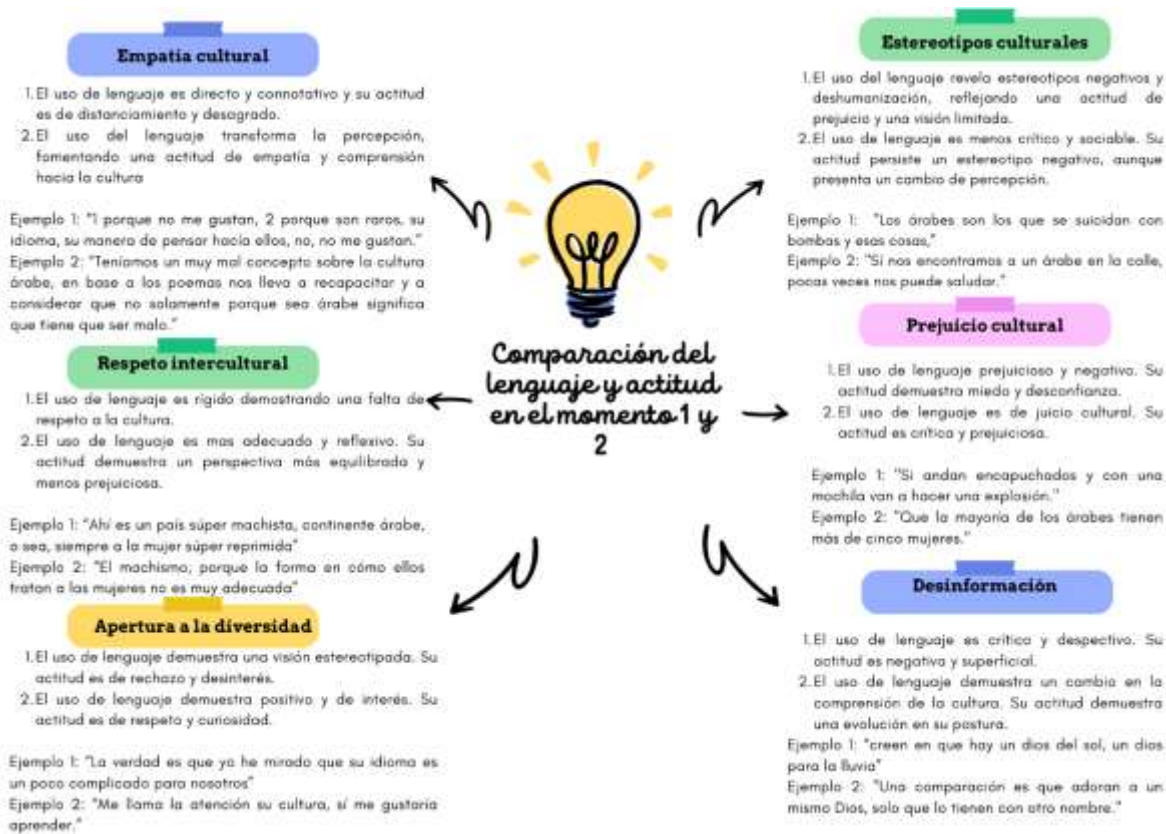 Empatía cultural
1. El uso de lenguaje es directo y connotativo y su actitud
es de distanciamiento y desagrado.
2. El uso del lenguaje transforma la percepción,
fomentando una actitud de empatía y comprensión
hacia la cultura
Ejemplo 1: "1 porque no me gustan, 2 porque son raros, su
idioma, su manera de pensar hacia ellos, no, no me gustan."
Ejemplo 2: "Teníamos un muy mal concepto sobre la cultura
árabe, en base a los poemas nos lleva a recapacitar y a
considerar que no solamente porque sea árabe significa
que tiene que ser malo."
Respeto intercultural
1. El uso de lenguaje es rígido demostrando una falta de
respeto a la cultura.
2. El uso de lenguaje es mas adecuado y reflexivo. Su
actitud demuestra un perspectiva más equilibrada y
menos prejuiciosa.
Ejemplo 1: "Ahí es un país súper machista, continente árabe,
o sea, siempre a la mujer súper reprimida"
Ejemplo 2: "El machismo, porque la forma en cómo ellos
tratan a las mujeres no es muy adecuada"
Apertura a la diversidad
1. El uso de lenguaje demuestra una visión estereotipada. Su
actitud es de rechazo y desinterés.
2. El uso de lenguaje demuestra positivo y de interés. Su
actitud es de respeto y curiosidad.
Ejemplo 1: "La verdad es que yo he mirado que su idioma es
un poco complicado para nosotros"
Ejemplo 2: "Me llama la atención su cultura, sí me gustaría
aprender."
Comparación del
lenguaje y actitud
en el momento 1 y
2
Estereotipos culturales
1. El uso del lenguaje revela estereotipos negativos y
deshumanización, reflejando una actitud de
prejuicio y una visión limitada.
2. El uso de lenguaje es menos crítico y sociable. Su
actitud persiste un estereotipo negativo, aunque
presenta un cambio de percepción.
Ejemplo 1: "Los árabes son los que se suicidan con
bombas y esas cosas,"
Ejemplo 2: "Si nos encontramos a un árabe en la calle,
pocas veces nos puede saludar."
Prejuicio cultural
1. El uso de lenguaje prejuicioso y negativo. Su
actitud demuestra miedo y desconfianza.
2. El uso de lenguaje es de juicio cultural. Su
actitud es crítica y prejuiciosa.
Ejemplo 1: "Si andan encapuchados y con una
mochila van a hacer una explosión."
Ejemplo 2: "Que la mayoría de los árabes tienen
más de cinco mujeres."
Desinformación
1. El uso de lenguaje es crítico y despectivo. Su
actitud es negativa y superficial.
2. El uso de lenguaje demuestra un cambio en la
comprensión de la cultura. Su actitud demuestra
una evolución en su postura.
Ejemplo 1: "creen en que hay un dios del sol, un dios
para la lluvia"
Ejemplo 2: "Una comparación es que adoran a un
mismo Dios, solo que lo tienen con otro nombre."